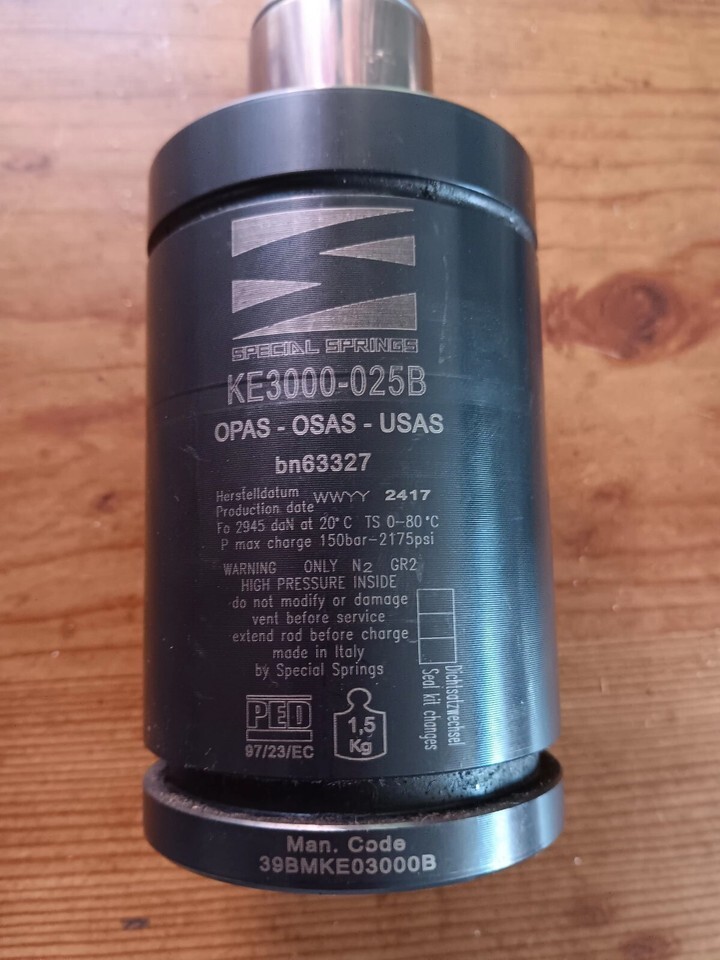 SPECIAL SPRINGS
KE3000-025B
OPAS - OSAS - USAS
bn63327
Herstelldatum
Production date
WWYY 2417
Fo 2945 daN at 20°C TS 0-80°C
P max charge 150bar-2175psi
WARNING ONLY N2 GR2
HIGH PRESSURE INSIDE
do not modify or damage
vent before service
extend rod before charge
made in Italy
by Special Springs
Dichtsatzwechsel
Seal kit changes
PED
97/23/EC
1,5
Kg
Man. Code
39BMKE03000B